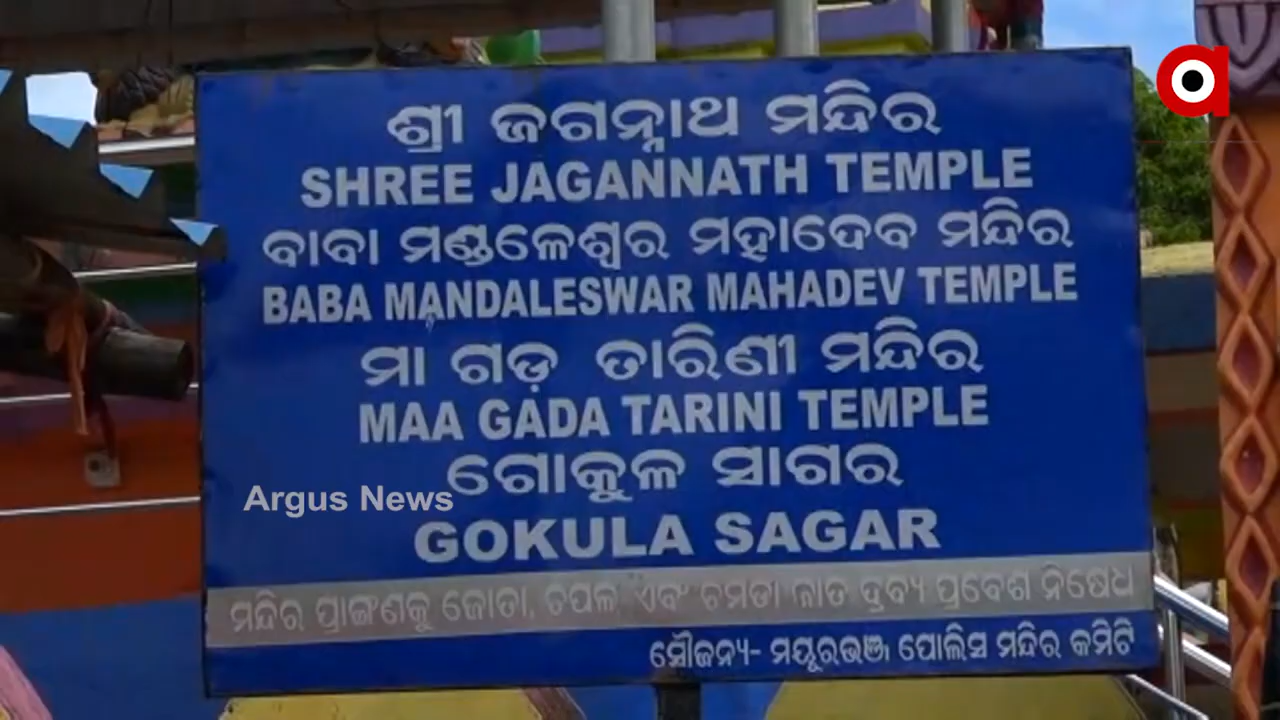 ଶ୍ରୀ ଜଗନ୍ନାଥ ମନ୍ଦିର
SHREE JAGANNATH TEMPLE
ବାବା ମଣ୍ଡଳେଶ୍ୱର ମହାଦେବ ମନ୍ଦିର
BABA MANDALESWAR MAHADEV TEMPLE
ମା ଗଡ଼ ତାରିଣୀ ମନ୍ଦିର
MAA GADA TARINI TEMPLE
ଗୋକୁଳ ସାଗର
Argus News
GOKULA SAGAR
ମନ୍ଦିର ପ୍ରାଙ୍ଗଣକୁ ଜୋତା, ଚପଲ ଏବଂ ଚମଡା ଜାତ ଦ୍ରବ୍ୟ ପ୍ରବେଶ ନିଷେଧ
ସୌଜନ୍ୟ- ମୟୂରଭଞ୍ଜ ପୋଲିସ ମନ୍ଦିର କମିଟି